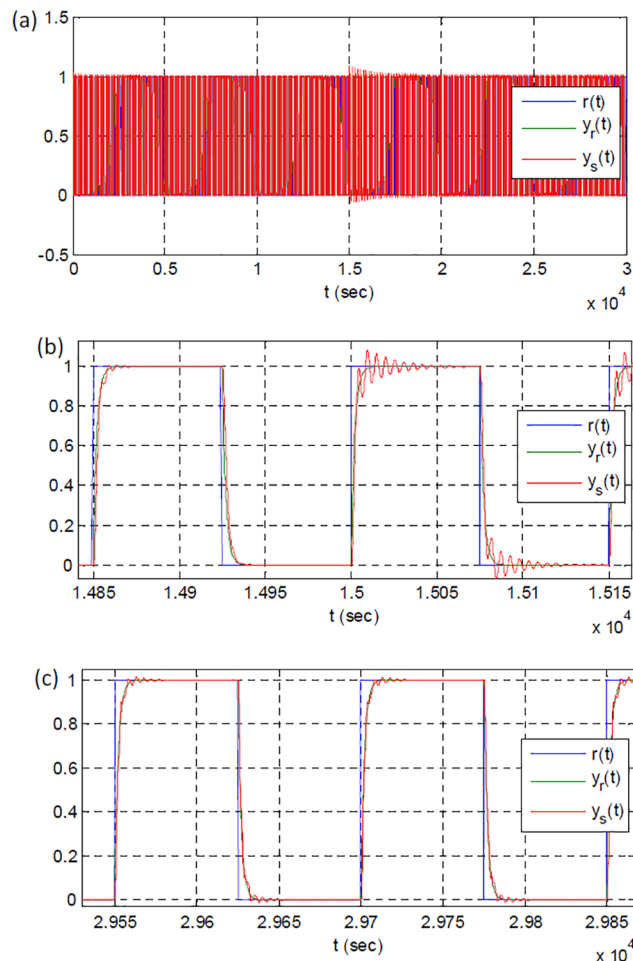 (a)
1.5
1
0.5
0
-0.5
r(t)
y_r(t)
y_s(t)
0 0.5 1 1.5 2 2.5 3
t (sec)
x 10^4
(b)
1
0.8
0.6
0.4
0.2
0
r(t)
y_r(t)
y_s(t)
1.485 1.49 1.495 1.5 1.505 1.51 1.515
t (sec)
x 10^4
(c)
1
0.8
0.6
0.4
0.2
0
r(t)
y_r(t)
y_s(t)
2.955 2.96 2.965 2.97 2.975 2.98 2.985
t (sec)
x 10^4